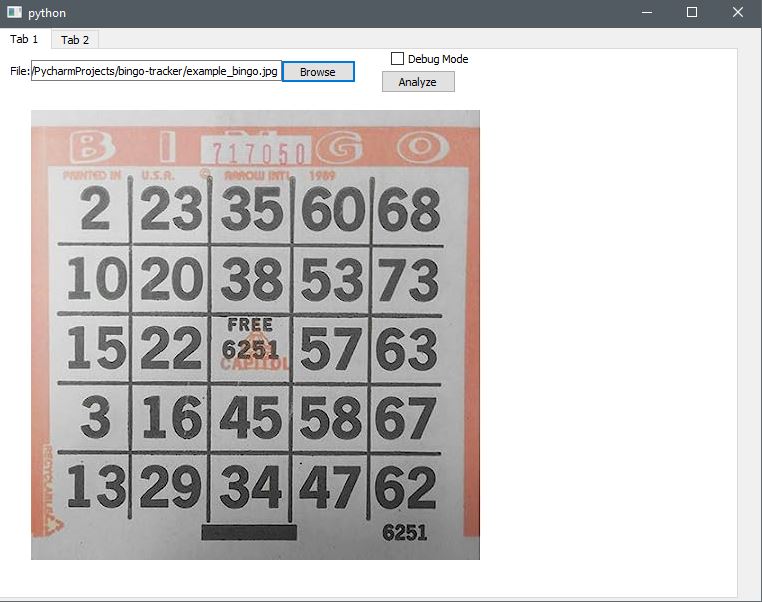 python
Tab 1 Tab 2
Debug Mode
File: /PycharmProjects/bingo-tracker/example_bingo.jpg Browse
Analyze
B I N G O
717050
PRINTED IN U.S.A. © ARROW INT'L 1989
2 23 35 60 68
10 20 38 53 73
FREE
15 22 6251 57 63
CAPITOL
3 16 45 58 67
13 29 34 47 62
RECYCLABLE
6251